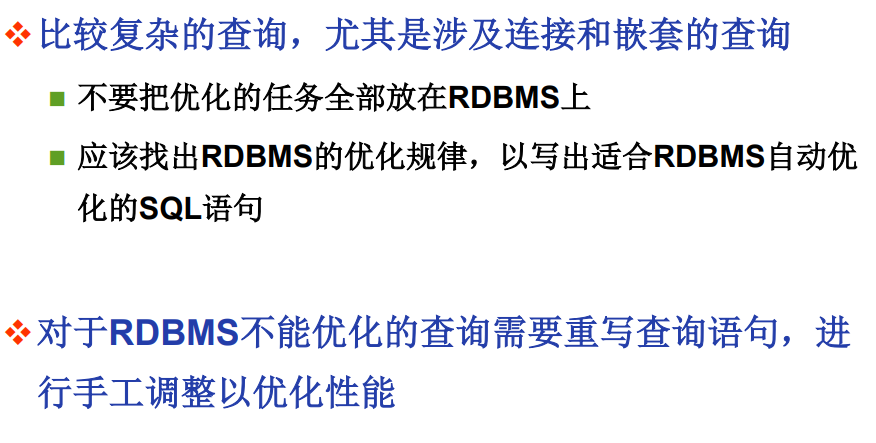 比较复杂的查询，尤其是涉及连接和嵌套的查询
不要把优化的任务全部放在RDBMS上
应该找出RDBMS的优化规律，以写出适合RDBMS自动优
化的SQL语句
对于RDBMS不能优化的查询需要重写查询语句，进
行手工调整以优化性能